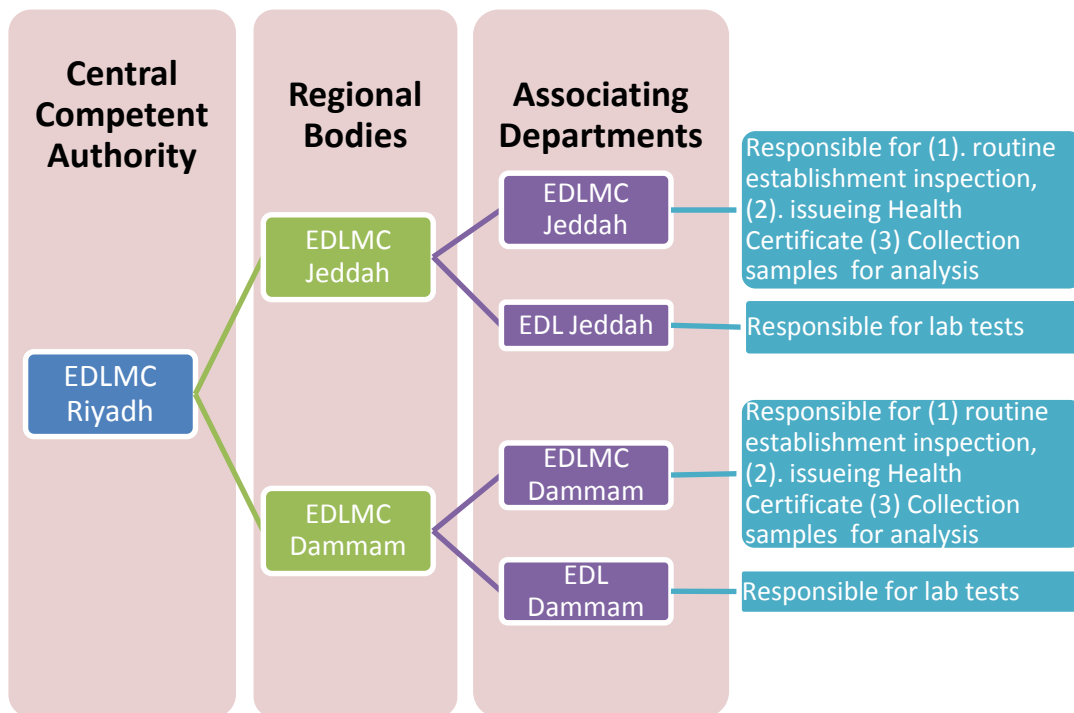 Central
Competent
Authority
Regional
Bodies
Associating
Departments
EDLMC
Riyadh
EDLMC
Jeddah
EDLMC
Dammam
EDLMC
Jeddah
Responsible for (1). routine
establishment inspection,
(2). issueing Health
Certificate (3) Collection
samples  for analysis
EDL Jeddah
Responsible for lab tests
EDLMC
Dammam
Responsible for (1) routine
establishment inspection,
(2). issueing Health
Certificate (3) Collection
samples  for analysis
EDL
Dammam
Responsible for lab tests